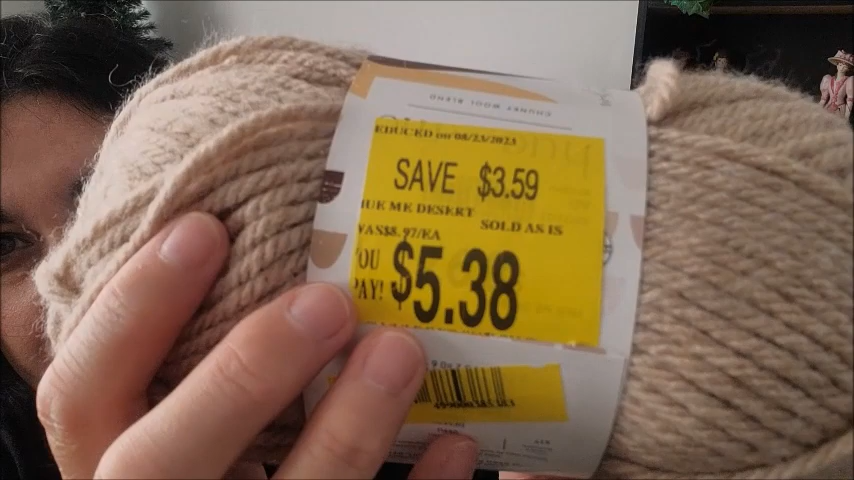 CHUNKY WOOL BLEND
EDUCED on 08/23/2023
SAVE $3.59
HUE ME DESERT SOLD AS IS
WAS$8.97/EA
OU
PAY! $5.38